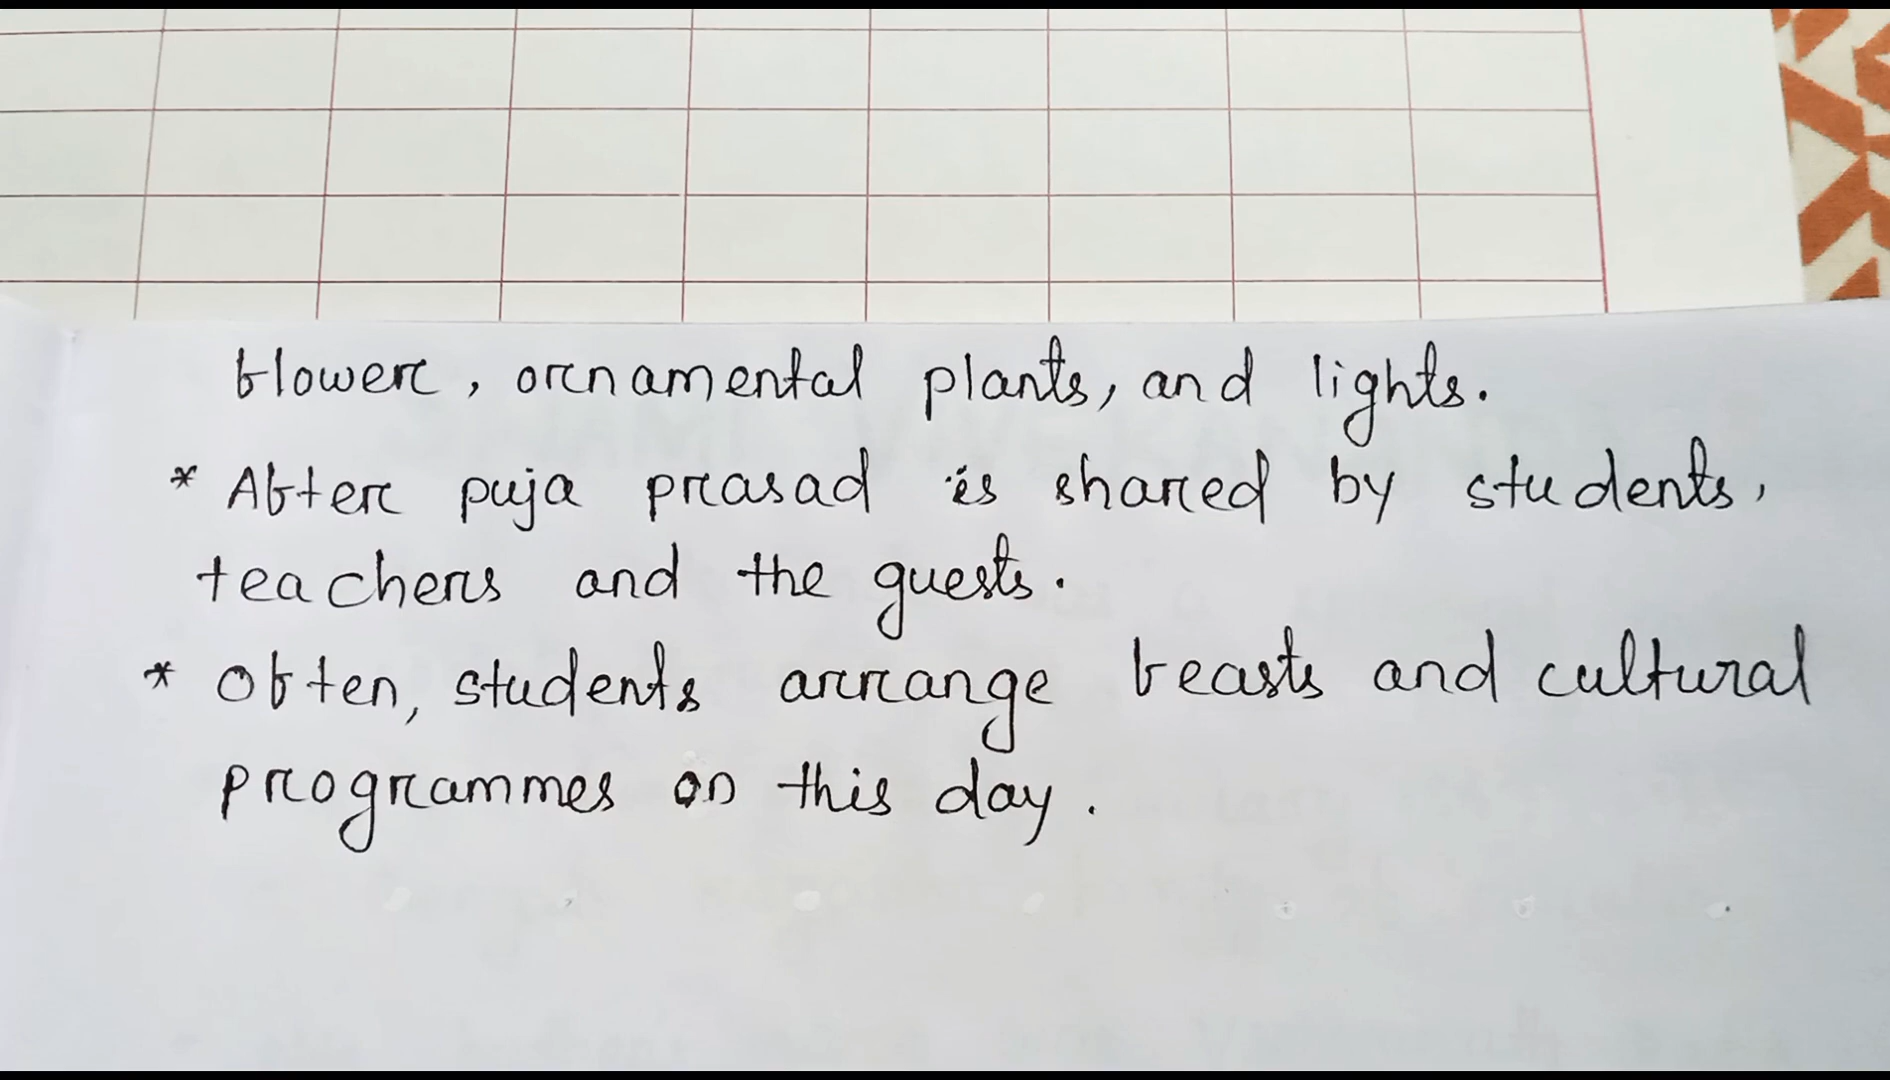 flower, ornamental plants, and lights.
* After puja prasad is shared by students,
teachers and the guests.
* Often, students arrange feasts and cultural
programmes on this day.